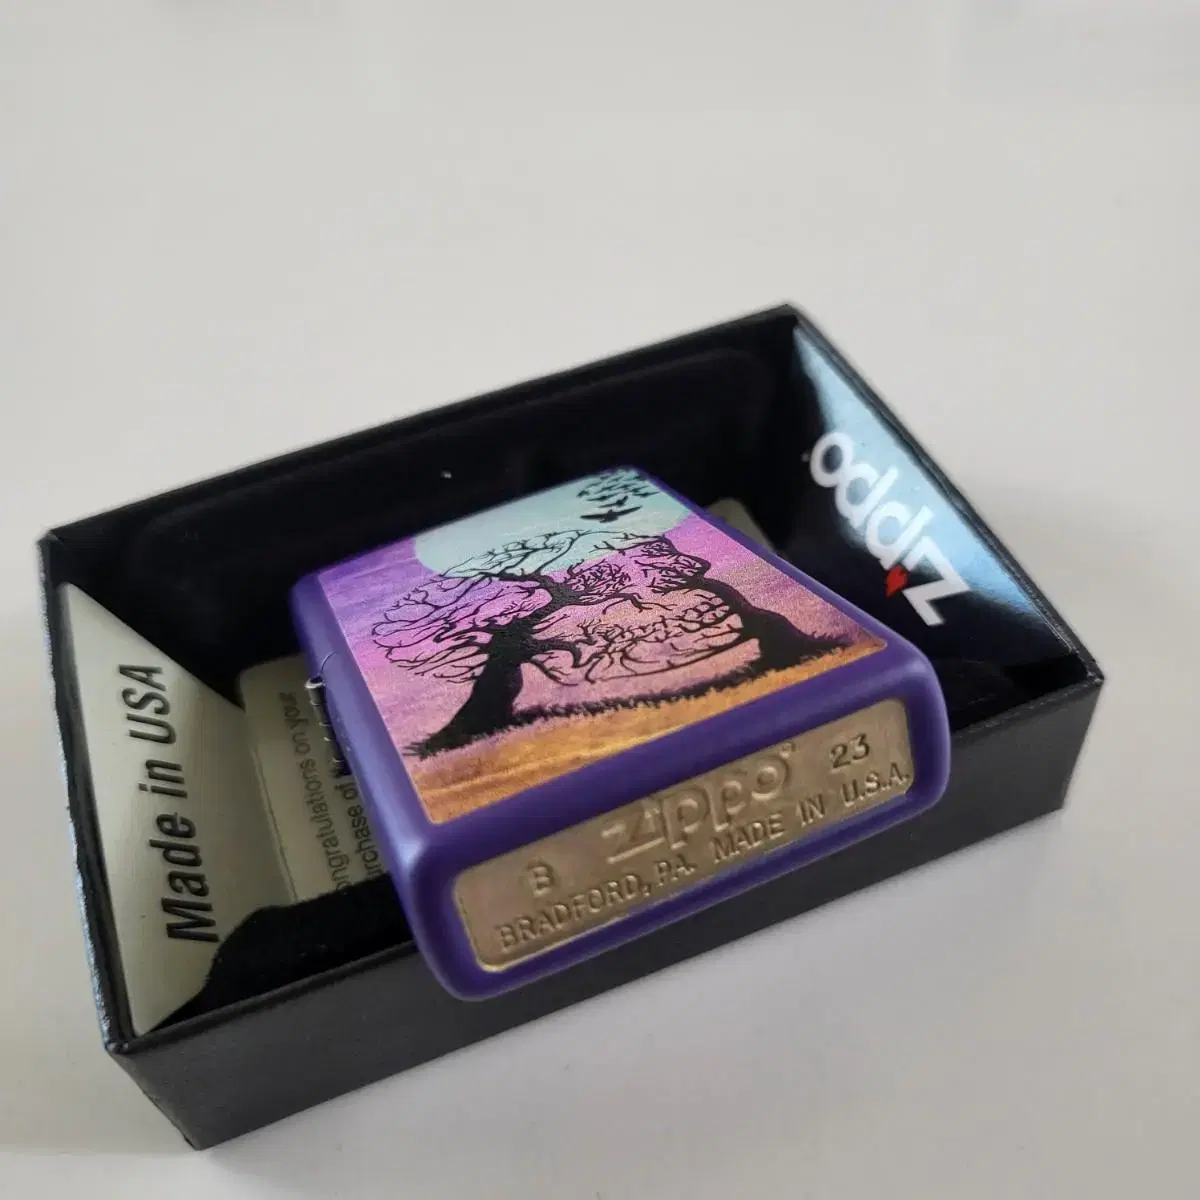 zippo
Made in USA
ongratulations on your
urchase of
B zippo 23
BRADFORD, PA. MADE IN U.S.A.